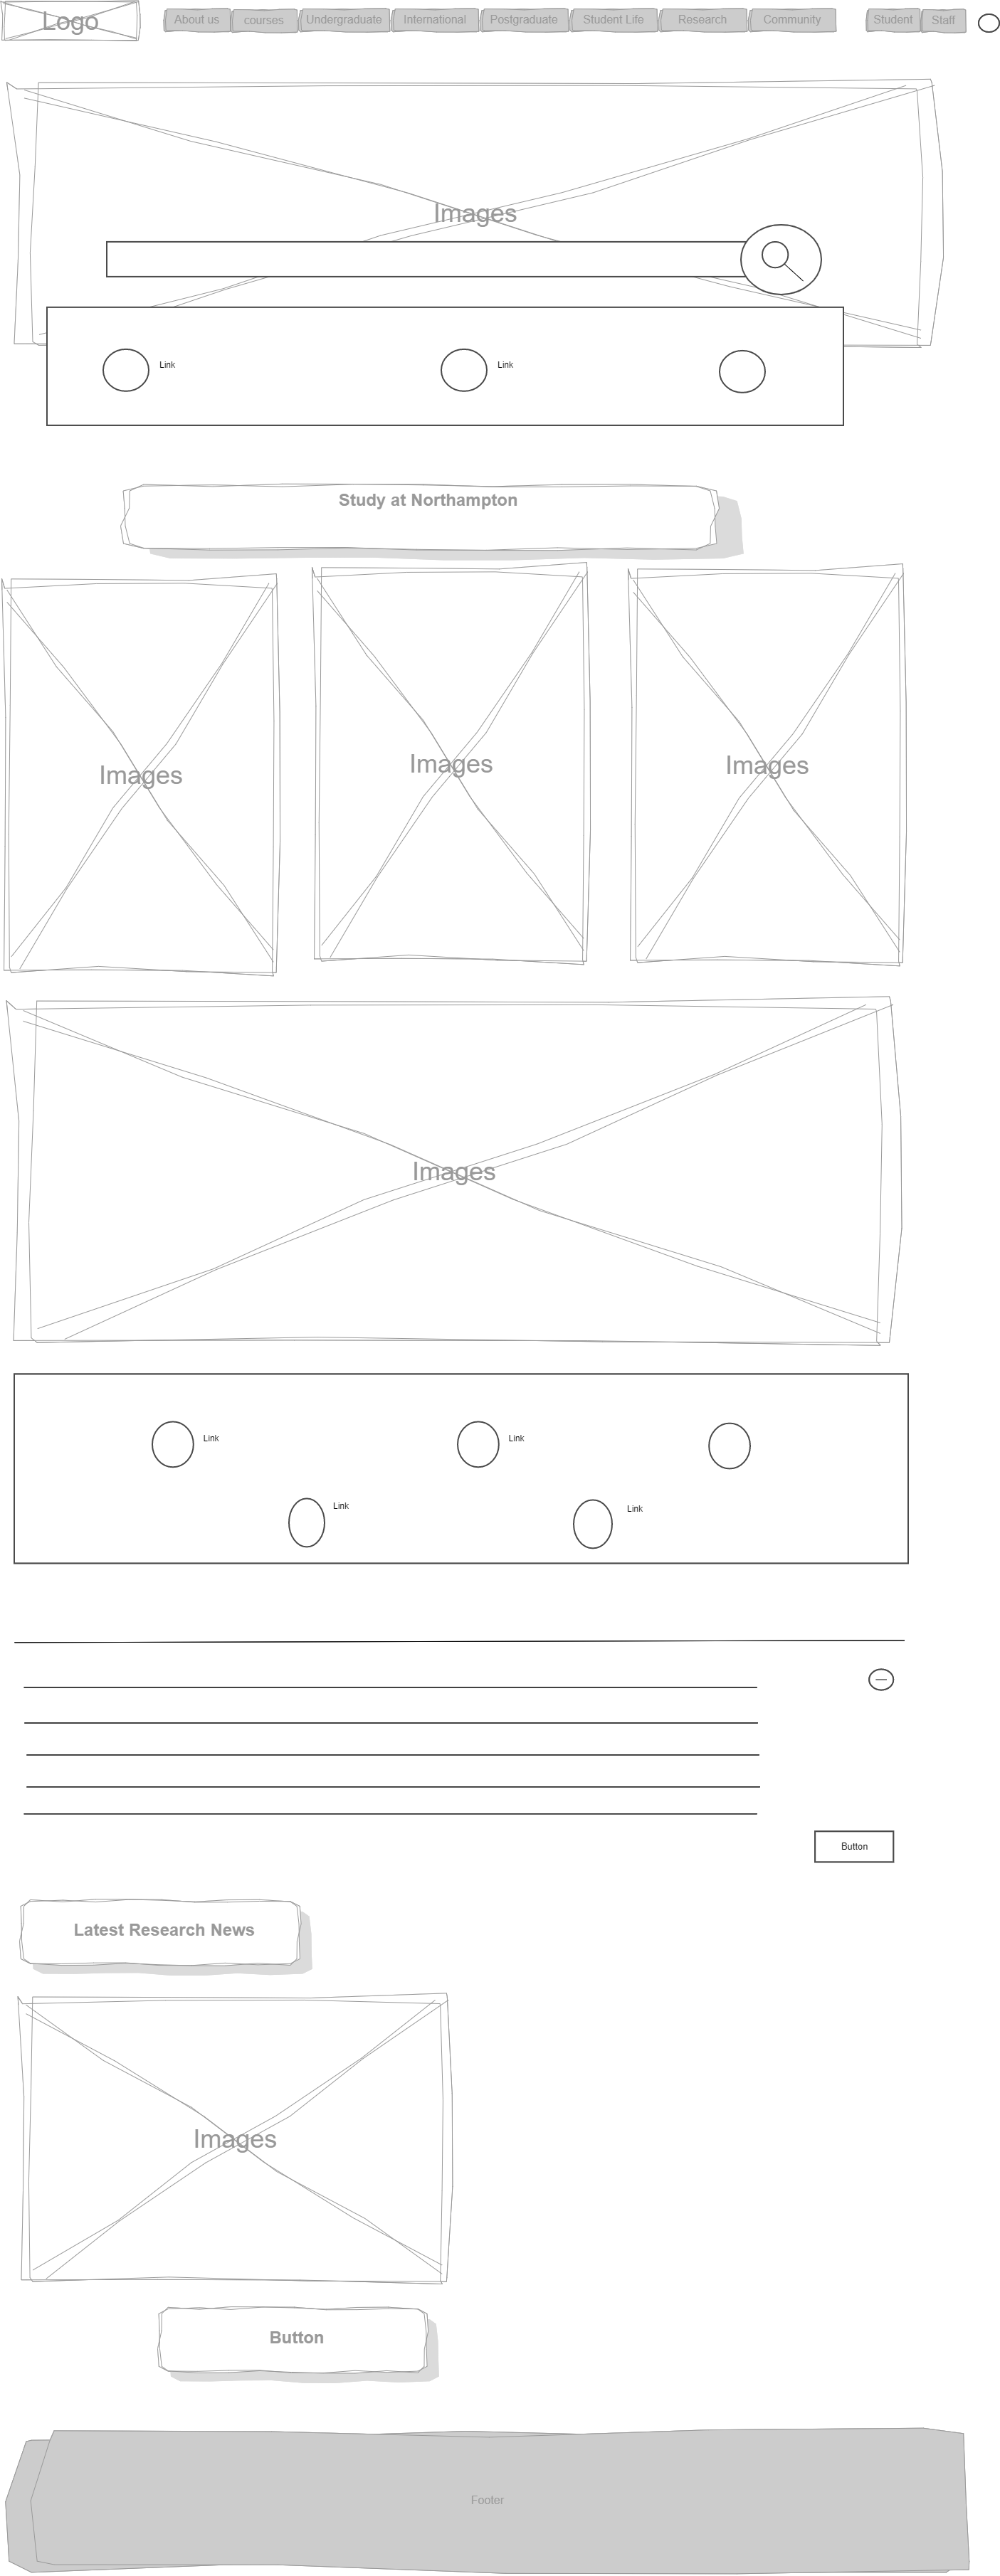 Logo
About us
courses
Undergraduate
International
Postgraduate
Student Life
Research
Community
Student
Staff
Images
Link
Link
Study at Northampton
Images
Images
Images
Images
Link
Link
Link
Link
Button
Latest Research News
Images
Button
Footer